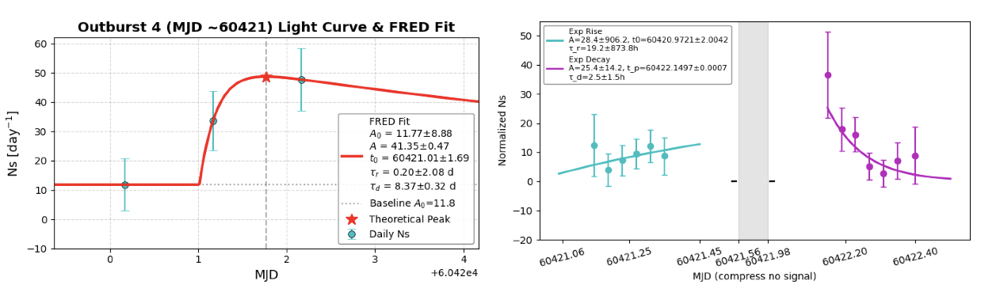 Outburst 4 (MJD ~60421) Light Curve & FRED Fit
60
50
40
30
20
10
0
−10
Ns [day⁻¹]
FRED Fit
A₀ = 11.77±8.88
A = 41.35±0.47
t₀ = 60421.01±1.69
τᵣ = 0.20±2.08 d
τ_d = 8.37±0.32 d
Baseline A₀=11.8
Theoretical Peak
Daily Ns
0 1 2 3 4
+6.042e4
MJD
50
40
30
20
10
0
−10
−20
Normalized Ns
Exp Rise
A=28.4±906.2, t0=60420.9721±2.0042
τ_r=19.2±873.8h
Exp Decay
A=25.4±14.2, t_p=60422.1497±0.0007
τ_d=2.5±1.5h
60421.06 60421.25 60421.45 60421.56 60421.98 60422.20 60422.40
MJD (compress no signal)